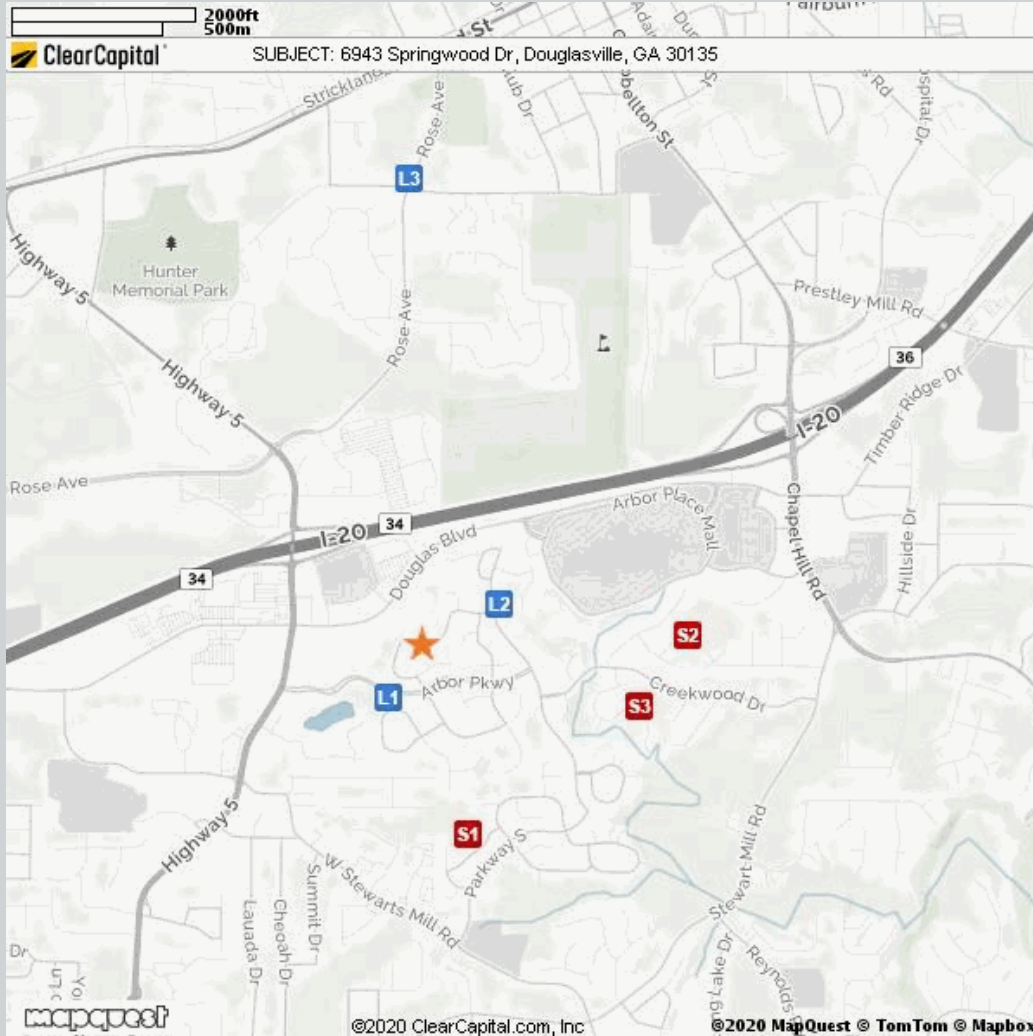 2000ft
500m
ClearCapital
SUBJECT: 6943 Springwood Dr, Douglasville, GA 30135
Rose Ave
L3
Highway 5
Hunter
Memorial Park
Prestley Mill Rd
Rose Ave
36
Highway 5
I-20
Timber Ridge Dr
Rose Ave
Arbor Place Mall
Chapel Hill Rd
34
I-20
Hillside Dr
Douglas Blvd
34
L2
S2
L1
Arbor Pkwy
Creekwood Dr
S3
Highway 5
S1
Parkway S
W Stewarts Mill Rd
Summit Dr
Stewart Mill Rd
Lauada Dr
Cheoah Dr
Dr
mapquest
©2020 ClearCapital.com, Inc
©2020 MapQuest © TomTom © Mapbox